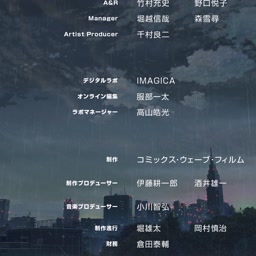 A&R 竹村充史 野口悦子
Manager 堀越信哉 森雪尋
Artist Producer 千村良二
デジタルラボ IMAGICA
オンライン編集 服部一太
ラボマネージャー 高山皓光
制作 コミックス・ウェーブ・フィルム
制作プロデューサー 伊藤耕一郎 酒井雄一
音楽プロデューサー 小川智弘
制作進行 堀雄太 岡村慎治
財務 倉田泰輔